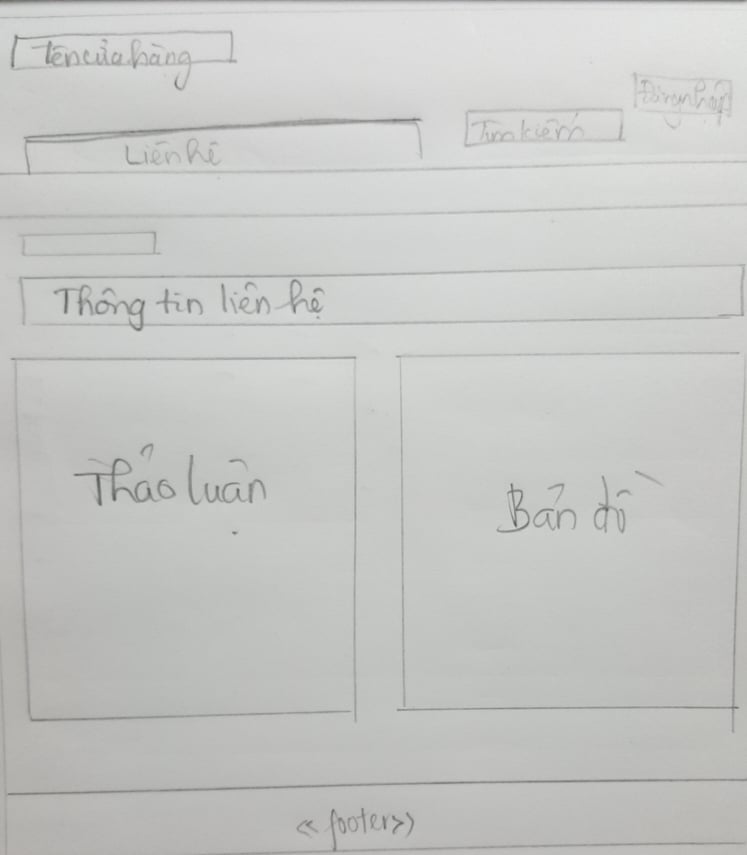 Tên cửa hàng
Đăng nhập
Tìm kiếm
Liên hệ
Thông tin liên hệ
Thảo luận
Bản đồ
<<footer>>